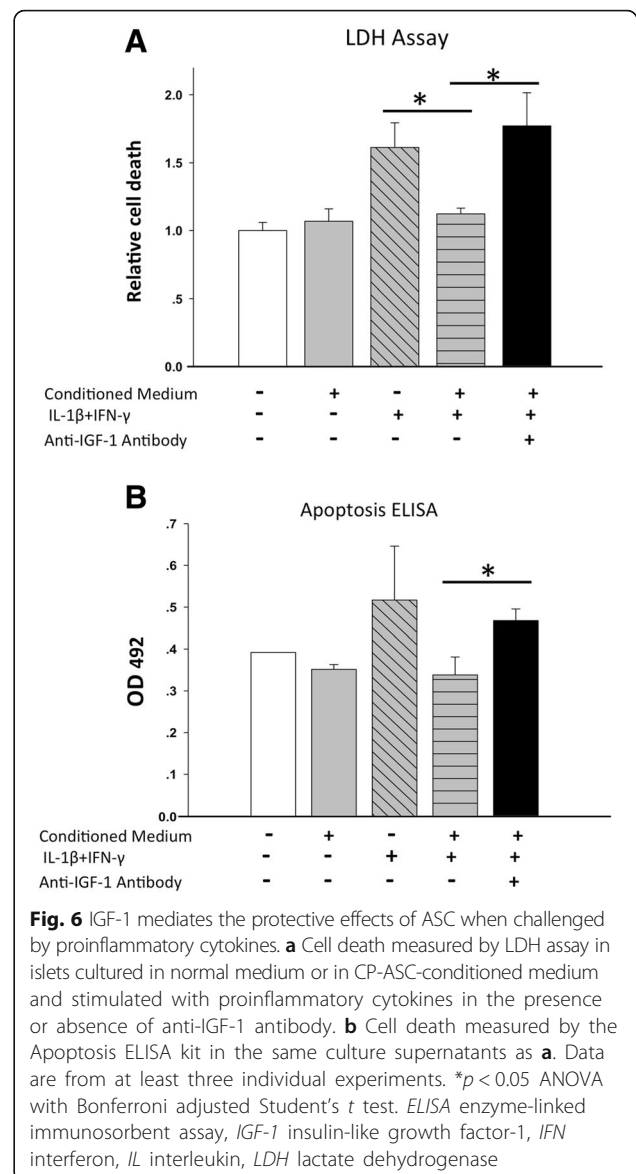 A
LDH Assay
Relative cell death
2.0
1.5
1.0
.5
0.0
*
*
Conditioned Medium - + - + +
IL-1β+IFN-γ - - + + +
Anti-IGF-1 Antibody - - - - +
B
Apoptosis ELISA
OD 492
.7
.6
.5
.4
.3
.2
.1
0.0
*
Conditioned Medium - + - + +
IL-1β+IFN-γ - - + + +
Anti-IGF-1 Antibody - - - - +
Fig. 6 IGF-1 mediates the protective effects of ASC when challenged
by proinflammatory cytokines. a Cell death measured by LDH assay in
islets cultured in normal medium or in CP-ASC-conditioned medium
and stimulated with proinflammatory cytokines in the presence
or absence of anti-IGF-1 antibody. b Cell death measured by the
Apoptosis ELISA kit in the same culture supernatants as a. Data
are from at least three individual experiments. *p < 0.05 ANOVA
with Bonferroni adjusted Student's t test. ELISA enzyme-linked
immunosorbent assay, IGF-1 insulin-like growth factor-1, IFN
interferon, IL interleukin, LDH lactate dehydrogenase